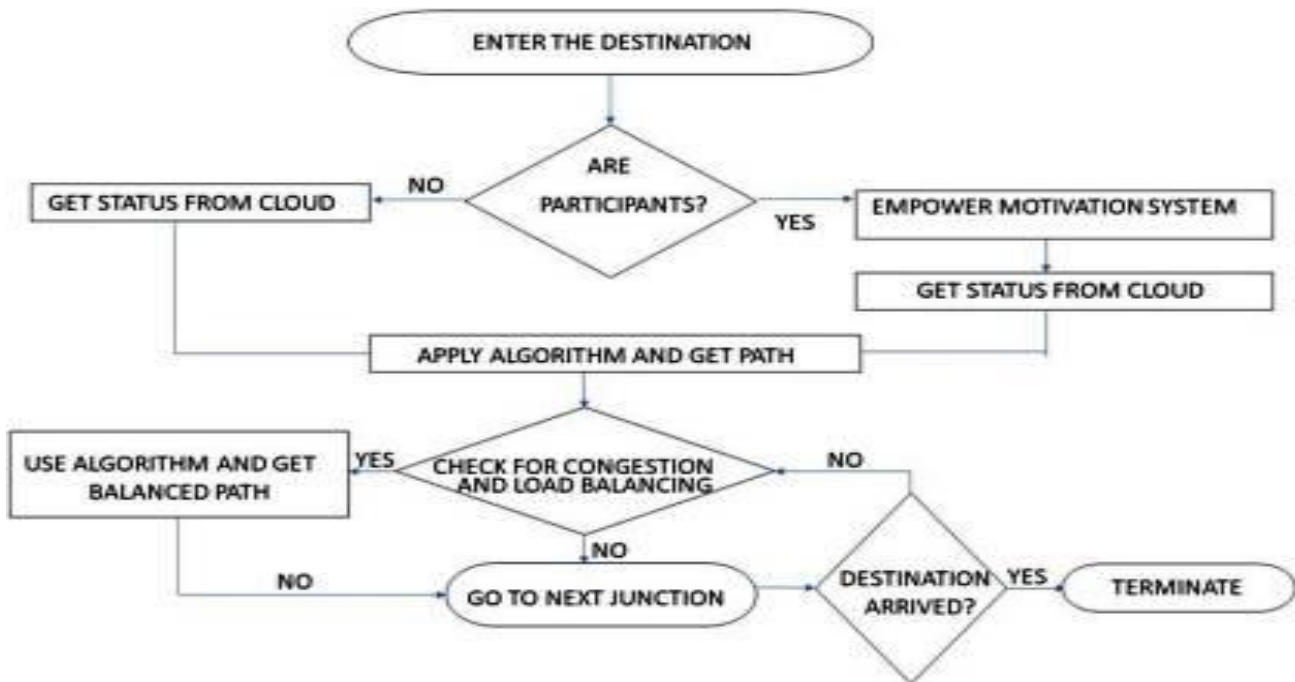 ENTER THE DESTINATION
ARE
PARTICIPANTS?
NO
YES
GET STATUS FROM CLOUD
EMPOWER MOTIVATION SYSTEM
GET STATUS FROM CLOUD
APPLY ALGORITHM AND GET PATH
USE ALGORITHM AND GET
BALANCED PATH
YES
CHECK FOR CONGESTION
AND LOAD BALANCING
NO
NO
NO
GO TO NEXT JUNCTION
DESTINATION
ARRIVED?
YES
TERMINATE